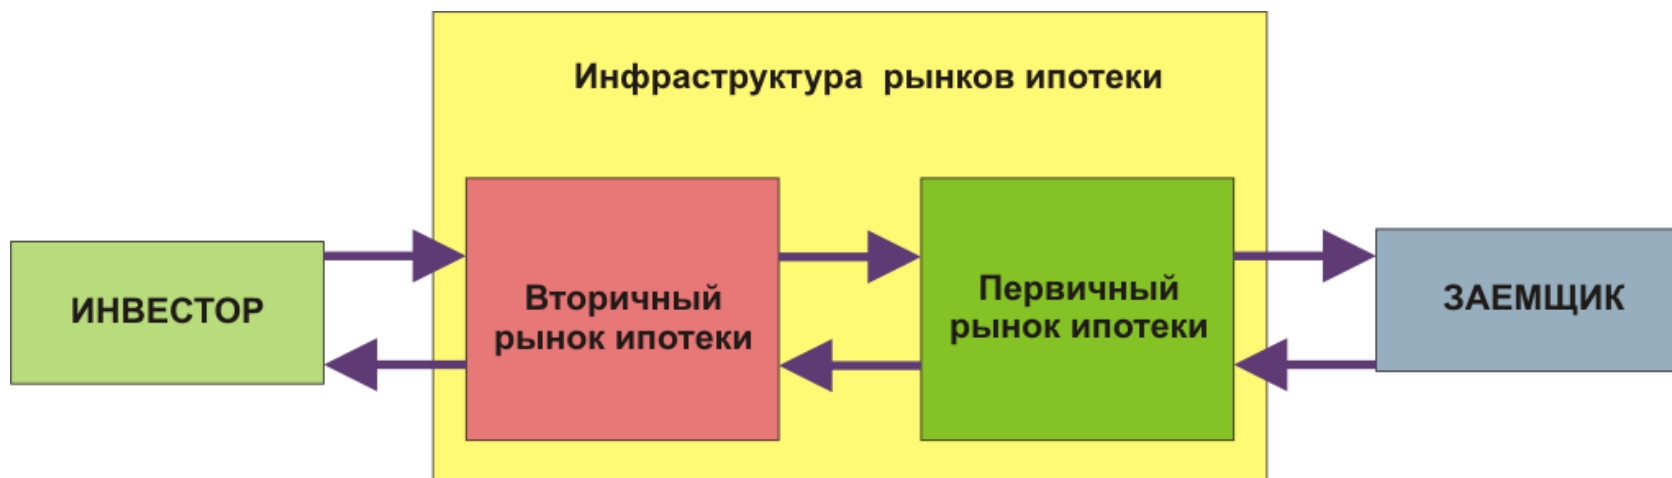 Инфраструктура рынков ипотеки
ИНВЕСТОР
Вторичный
рынок ипотеки
Первичный
рынок ипотеки
ЗАЕМЩИК